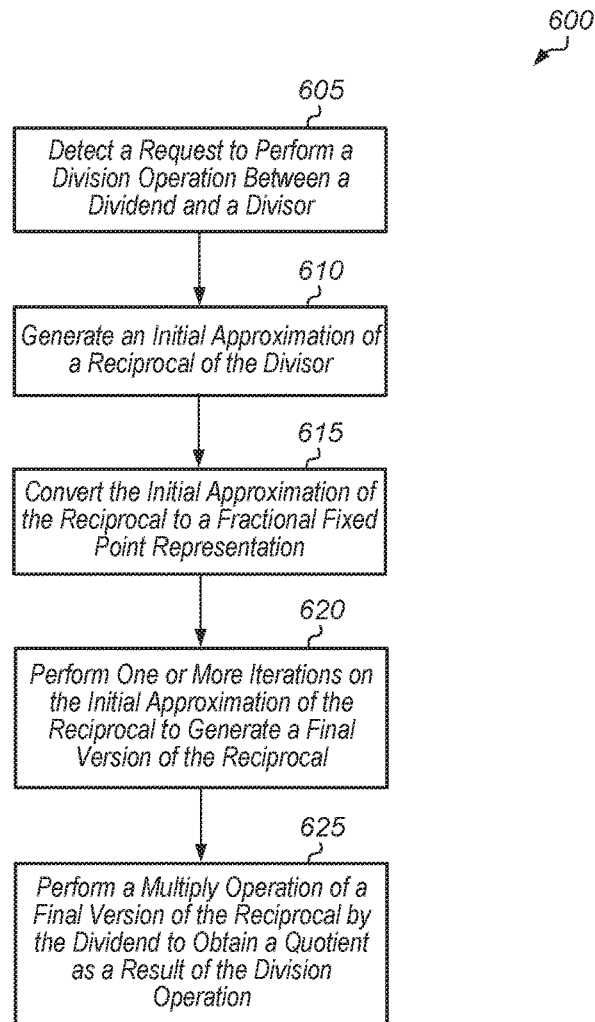 600
605
Detect a Request to Perform a
Division Operation Between a
Dividend and a Divisor
610
Generate an Initial Approximation of
a Reciprocal of the Divisor
615
Convert the Initial Approximation of
the Reciprocal to a Fractional Fixed
Point Representation
620
Perform One or More Iterations on
the Initial Approximation of the
Reciprocal to Generate a Final
Version of the Reciprocal
625
Perform a Multiply Operation of a
Final Version of the Reciprocal by
the Dividend to Obtain a Quotient
as a Result of the Division
Operation